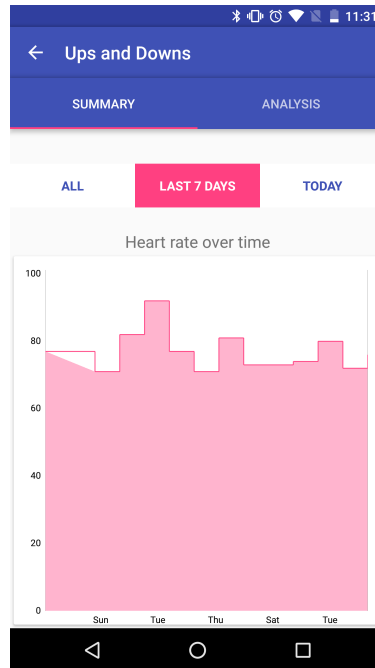 11:31
Ups and Downs
SUMMARY ANALYSIS
ALL LAST 7 DAYS TODAY
Heart rate over time
100
80
60
40
20
0
Sun Tue Thu Sat Tue